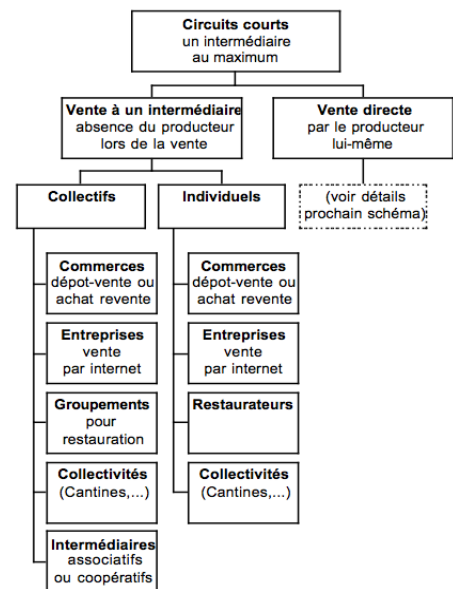 Circuits courts
un intermédiaire
au maximum
Vente à un intermédiaire
absence du producteur
lors de la vente
Vente directe
par le producteur
lui-même
Collectifs
Individuels
(voir détails
prochain schéma)
Commerces
dépot-vente ou
achat revente
Commerces
dépot-vente ou
achat revente
Entreprises
vente
par internet
Entreprises
vente
par internet
Groupements
pour
restauration
Restaurateurs
Collectivités
(Cantines,...)
Collectivités
(Cantines,...)
Intermédiaires
associatifs
ou coopératifs